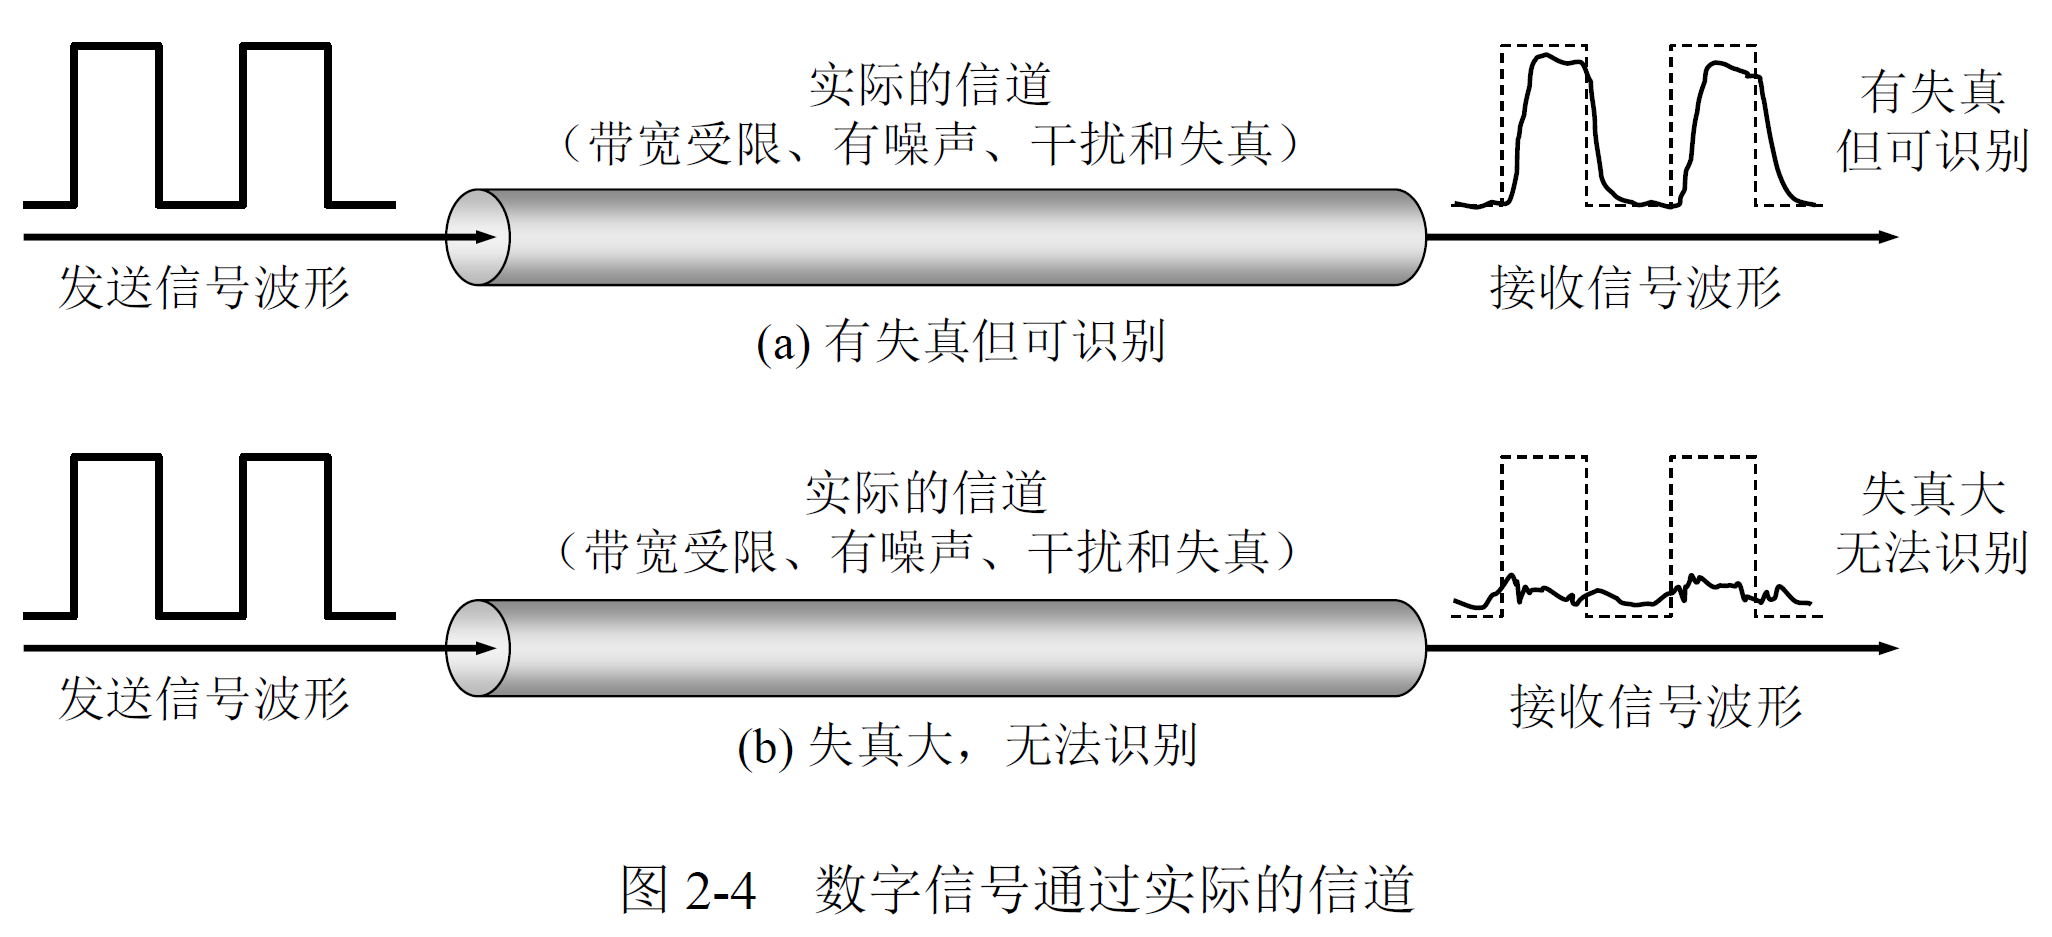 实际的信道
（带宽受限、有噪声、干扰和失真）
有失真
但可识别
发送信号波形
接收信号波形
(a) 有失真但可识别
实际的信道
（带宽受限、有噪声、干扰和失真）
失真大
无法识别
发送信号波形
接收信号波形
(b) 失真大，无法识别
图 2-4 数字信号通过实际的信道